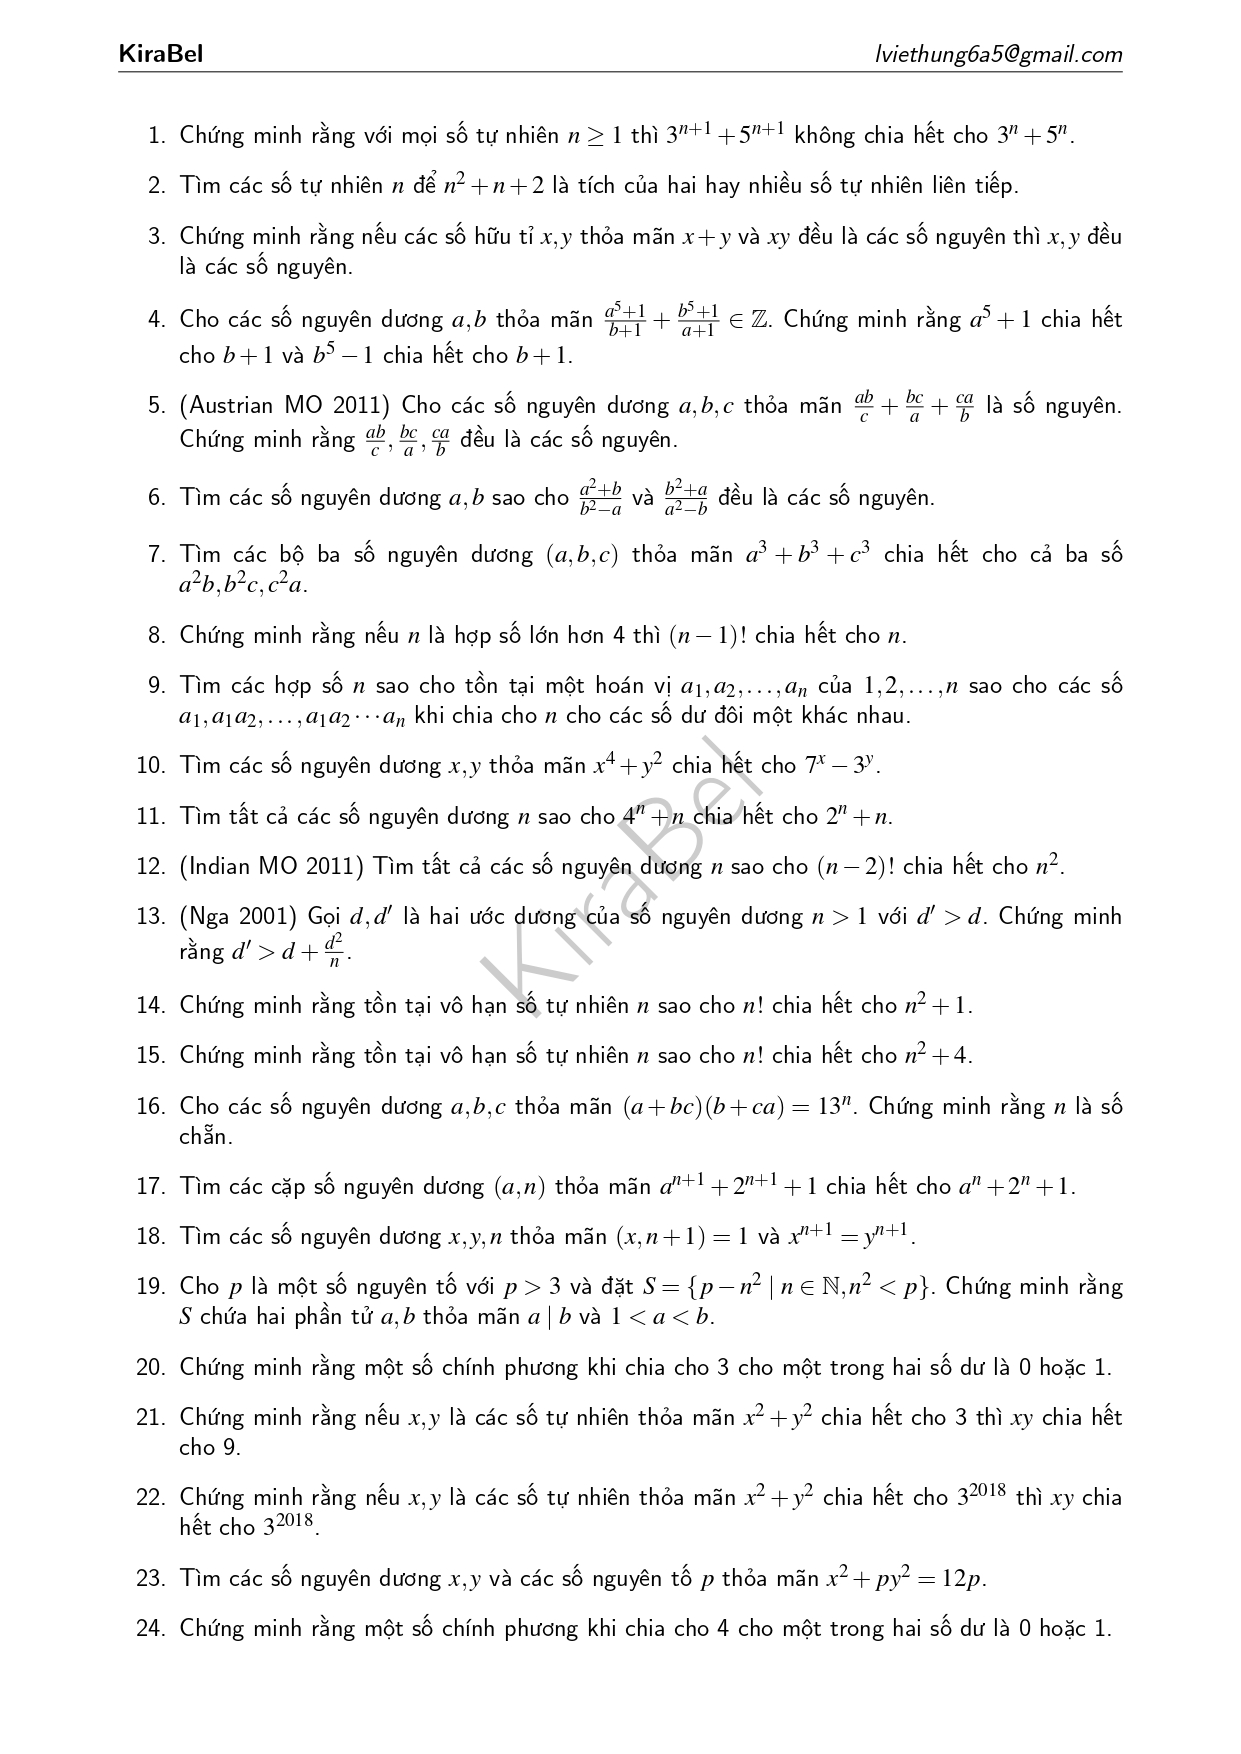 KiraBel lviethung6a5@gmail.com
1. Chứng minh rằng với mọi số tự nhiên n ≥ 1 thì 3^{n+1} + 5^{n+1} không chia hết cho 3^n + 5^n.
2. Tìm các số tự nhiên n để n^2 + n + 2 là tích của hai hay nhiều số tự nhiên liên tiếp.
3. Chứng minh rằng nếu các số hữu tỉ x, y thỏa mãn x + y và xy đều là các số nguyên thì x, y đều
là các số nguyên.
4. Cho các số nguyên dương a, b thỏa mãn \frac{a^5+1}{b+1} + \frac{b^5+1}{a+1} ∈ ℤ. Chứng minh rằng a^5 + 1 chia hết
cho b + 1 và b^5 − 1 chia hết cho b + 1.
5. (Austrian MO 2011) Cho các số nguyên dương a, b, c thỏa mãn \frac{ab}{c} + \frac{bc}{a} + \frac{ca}{b} là số nguyên.
Chứng minh rằng \frac{ab}{c}, \frac{bc}{a}, \frac{ca}{b} đều là các số nguyên.
6. Tìm các số nguyên dương a, b sao cho \frac{a^2+b}{b^2−a} và \frac{b^2+a}{a^2−b} đều là các số nguyên.
7. Tìm các bộ ba số nguyên dương (a, b, c) thỏa mãn a^3 + b^3 + c^3 chia hết cho cả ba số
a^2b, b^2c, c^2a.
8. Chứng minh rằng nếu n là hợp số lớn hơn 4 thì (n − 1)! chia hết cho n.
9. Tìm các hợp số n sao cho tồn tại một hoán vị a_1, a_2, ..., a_n của 1, 2, ..., n sao cho các số
a_1, a_1a_2, ..., a_1a_2 ··· a_n khi chia cho n cho các số dư đôi một khác nhau.
10. Tìm các số nguyên dương x, y thỏa mãn x^4 + y^2 chia hết cho 7^x − 3^y.
11. Tìm tất cả các số nguyên dương n sao cho 4^n + n chia hết cho 2^n + n.
12. (Indian MO 2011) Tìm tất cả các số nguyên dương n sao cho (n − 2)! chia hết cho n^2.
13. (Nga 2001) Gọi d, d′ là hai ước dương của số nguyên dương n > 1 với d′ > d. Chứng minh
rằng d′ > d + \frac{d^2}{n}.
14. Chứng minh rằng tồn tại vô hạn số tự nhiên n sao cho n! chia hết cho n^2 + 1.
15. Chứng minh rằng tồn tại vô hạn số tự nhiên n sao cho n! chia hết cho n^2 + 4.
16. Cho các số nguyên dương a, b, c thỏa mãn (a + bc)(b + ca) = 13^n. Chứng minh rằng n là số
chẵn.
17. Tìm các cặp số nguyên dương (a, n) thỏa mãn a^{n+1} + 2^{n+1} + 1 chia hết cho a^n + 2^n + 1.
18. Tìm các số nguyên dương x, y, n thỏa mãn (x, n + 1) = 1 và x^{n+1} = y^{n+1}.
19. Cho p là một số nguyên tố với p > 3 và đặt S = {p − n^2 | n ∈ ℕ, n^2 < p}. Chứng minh rằng
S chứa hai phần tử a, b thỏa mãn a | b và 1 < a < b.
20. Chứng minh rằng một số chính phương khi chia cho 3 cho một trong hai số dư là 0 hoặc 1.
21. Chứng minh rằng nếu x, y là các số tự nhiên thỏa mãn x^2 + y^2 chia hết cho 3 thì xy chia hết
cho 9.
22. Chứng minh rằng nếu x, y là các số tự nhiên thỏa mãn x^2 + y^2 chia hết cho 3^{2018} thì xy chia
hết cho 3^{2018}.
23. Tìm các số nguyên dương x, y và các số nguyên tố p thỏa mãn x^2 + py^2 = 12p.
24. Chứng minh rằng một số chính phương khi chia cho 4 cho một trong hai số dư là 0 hoặc 1.
KiraBel